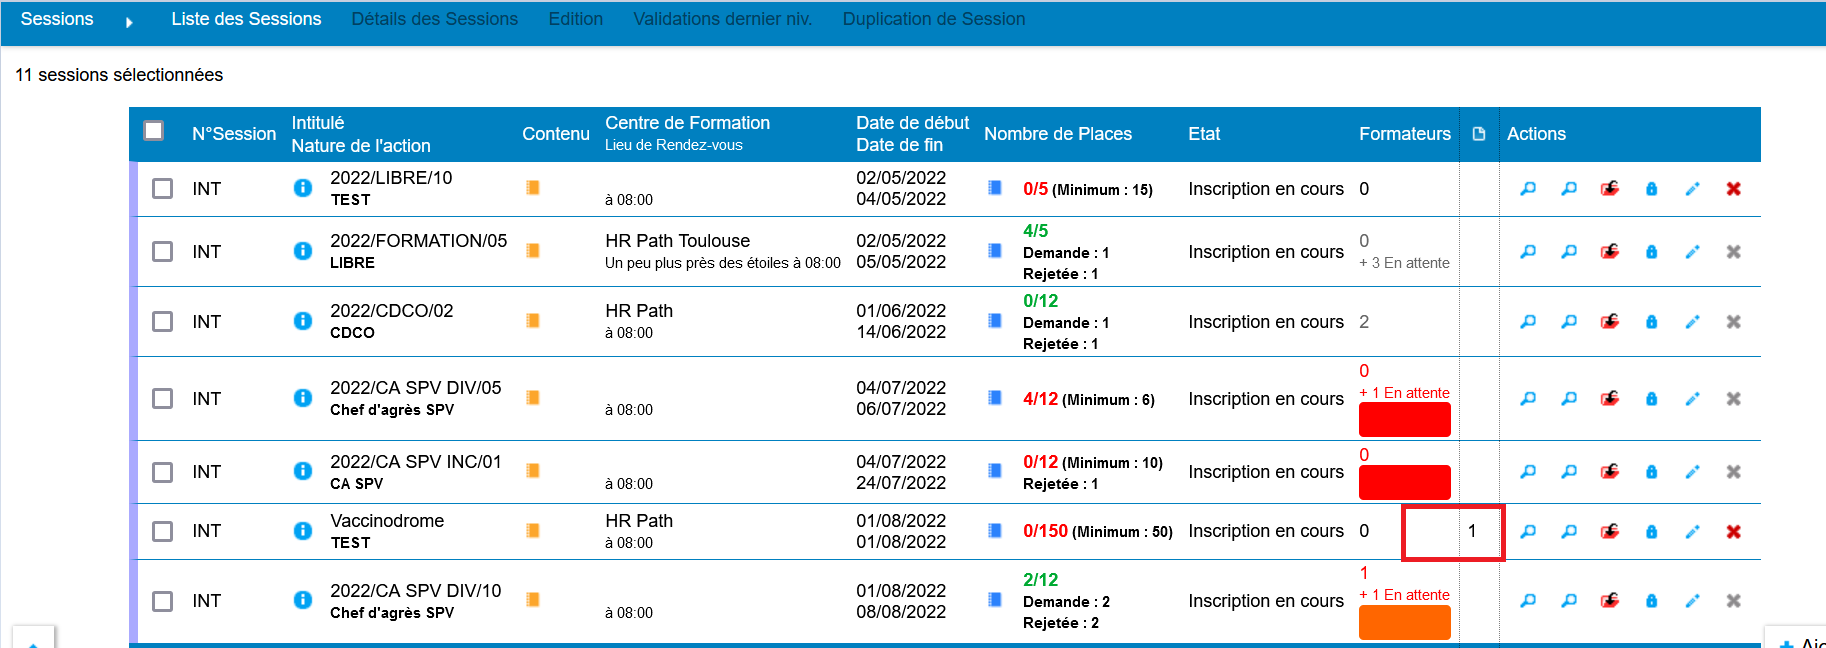 Sessions Liste des Sessions Détails des Sessions Edition Validations dernier niv. Duplication de Session
11 sessions sélectionnées
N°Session Intitulé Contenu Centre de Formation Date de début Nombre de Places Etat Formateurs Actions
Nature de l'action Lieu de Rendez-vous Date de fin
INT 2022/LIBRE/10 02/05/2022 0/5 (Minimum : 15) Inscription en cours 0
TEST à 08:00 04/05/2022
4/5
INT 2022/FORMATION/05 HR Path Toulouse 02/05/2022 Demande : 1 Inscription en cours 0
LIBRE Un peu plus près des étoiles à 08:00 05/05/2022 Rejetée : 1 + 3 En attente
0/12
INT 2022/CDCO/02 HR Path 01/06/2022 Demande : 1 Inscription en cours 2
CDCO à 08:00 14/06/2022 Rejetée : 1
0
+ 1 En attente
INT 2022/CA SPV DIV/05 04/07/2022 4/12 (Minimum : 6) Inscription en cours
Chef d'agrès SPV à 08:00 06/07/2022
0
INT 2022/CA SPV INC/01 04/07/2022 0/12 (Minimum : 10) Inscription en cours
CA SPV à 08:00 24/07/2022 Rejetée : 1
INT Vaccinodrome HR Path 01/08/2022 0/150 (Minimum : 50) Inscription en cours 0 1
TEST à 08:00 01/08/2022
2/12 1
INT 2022/CA SPV DIV/10 01/08/2022 Demande : 2 Inscription en cours + 1 En attente
Chef d'agrès SPV à 08:00 08/08/2022 Rejetée : 2